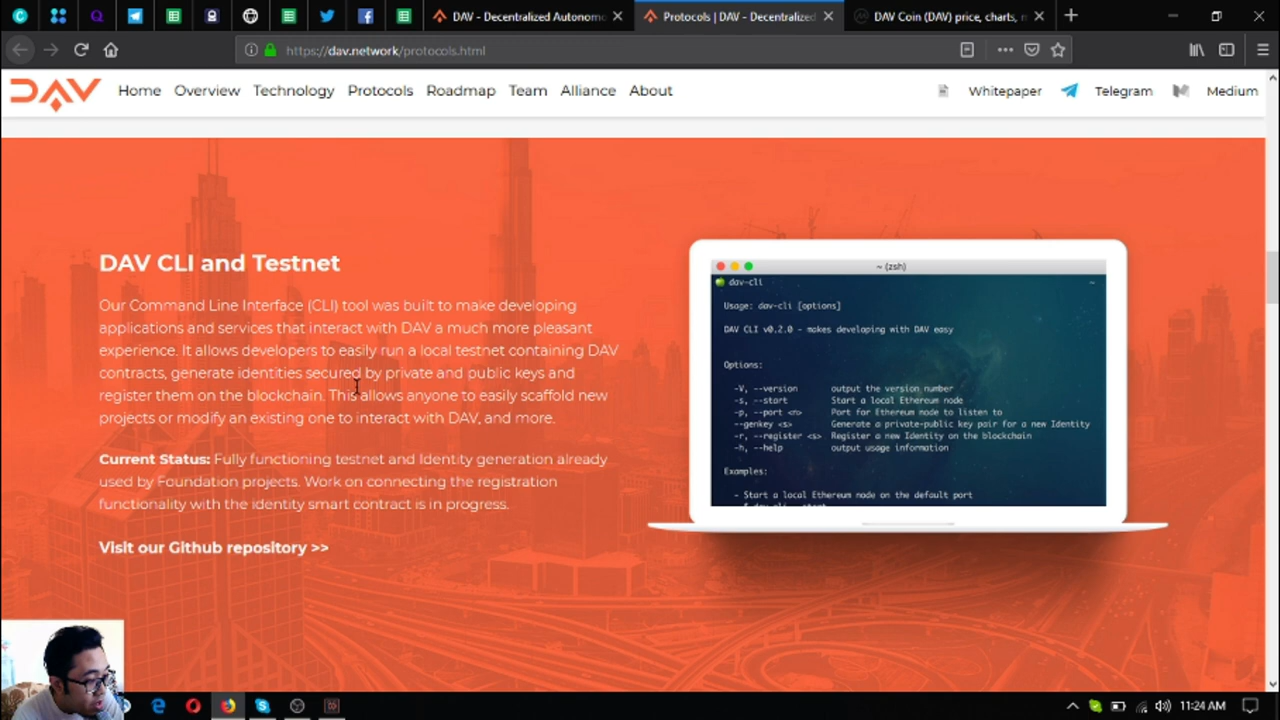 DAV - Decentralized Autonomo
Protocols | DAV - Decentralized
DAV Coin (DAV) price, charts, m
https://dav.network/protocols.html
DAV
Home Overview Technology Protocols Roadmap Team Alliance About Whitepaper Telegram Medium
DAV CLI and Testnet
Our Command Line Interface (CLI) tool was built to make developing
applications and services that interact with DAV a much more pleasant
experience. It allows developers to easily run a local testnet containing DAV
contracts, generate identities secured by private and public keys and
register them on the blockchain. This allows anyone to easily scaffold new
projects or modify an existing one to interact with DAV, and more.
Current Status: Fully functioning testnet and Identity generation already
used by Foundation projects. Work on connecting the registration
functionality with the identity smart contract is in progress.
Visit our Github repository >>
~ (zsh)
dav-cli ~
Usage: dav-cli [options]
DAV CLI v0.2.0 - makes developing with DAV easy
Options:
-V, --version output the version number
-s, --start Start a local Ethereum node
-p, --port <n> Port for Ethereum node to listen to
--genkey <s> Generate a private-public key pair for a new Identity
-r, --register <s> Register a new Identity on the blockchain
-h, --help output usage information
Examples:
- Start a local Ethereum node on the default port
$ dav-cli --start
11:24 AM